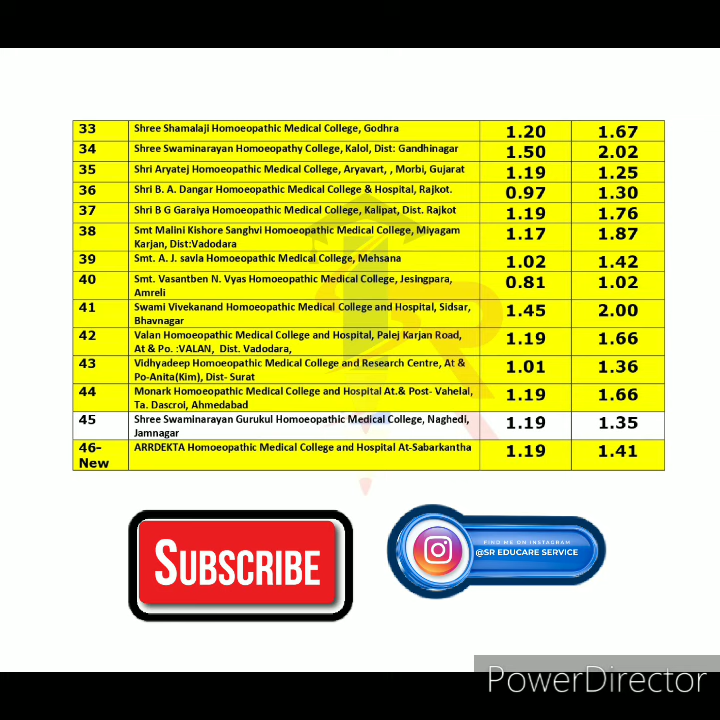 33 Shree Shamalaji Homoeopathic Medical College, Godhra 1.20 1.67
34 Shree Swaminarayan Homoeopathy College, Kalol, Dist: Gandhinagar 1.50 2.02
35 Shri Aryatej Homoeopathic Medical College, Aryavart, , Morbi, Gujarat 1.19 1.25
36 Shri B. A. Dangar Homoeopathic Medical College & Hospital, Rajkot. 0.97 1.30
37 Shri B G Garaiya Homoeopathic Medical College, Kalipat, Dist. Rajkot 1.19 1.76
38 Smt Malini Kishore Sanghvi Homoeopathic Medical College, Miyagam 1.17 1.87
Karjan, Dist:Vadodara
39 Smt. A. J. savla Homoeopathic Medical College, Mehsana 1.02 1.42
40 Smt. Vasantben N. Vyas Homoeopathic Medical College, Jesingpara, 0.81 1.02
Amreli
41 Swami Vivekanand Homoeopathic Medical College and Hospital, Sidsar, 1.45 2.00
Bhavnagar
42 Valan Homoeopathic Medical College and Hospital, Palej Karjan Road, 1.19 1.66
At & Po. :VALAN, Dist. Vadodara,
43 Vidhyadeep Homoeopathic Medical College and Research Centre, At & 1.01 1.36
Po-Anita(Kim), Dist- Surat
44 Monark Homoeopathic Medical College and Hospital At.& Post- Vahelal, 1.19 1.66
Ta. Dascroi, Ahmedabad
45 Shree Swaminarayan Gurukul Homoeopathic Medical College, Naghedi, 1.19 1.35
Jamnagar
46- ARRDEKTA Homoeopathic Medical College and Hospital At-Sabarkantha 1.19 1.41
New
SUBSCRIBE
FIND ME ON INSTAGRAM
@SR EDUCARE SERVICE
PowerDirector